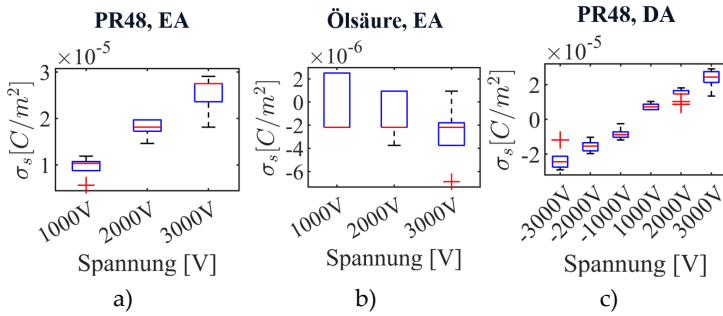 PR48, EA
×10⁻⁵
σₛ[C/m²]
3
2
1
1000V
2000V
3000V
Spannung [V]
a)
Ölsäure, EA
×10⁻⁶
σₛ[C/m²]
2
0
-2
-4
-6
1000V
2000V
3000V
Spannung [V]
b)
PR48, DA
×10⁻⁵
σₛ[C/m²]
2
0
-2
-3000V
-2000V
-1000V
1000V
2000V
3000V
Spannung [V]
c)